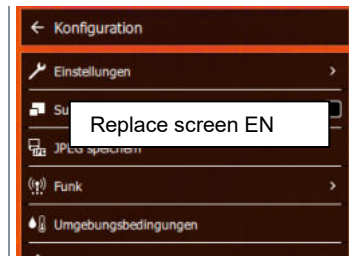 Konfiguration
Einstellungen
Su
Replace screen EN
JPEG speichern
Funk
Umgebungsbedingungen